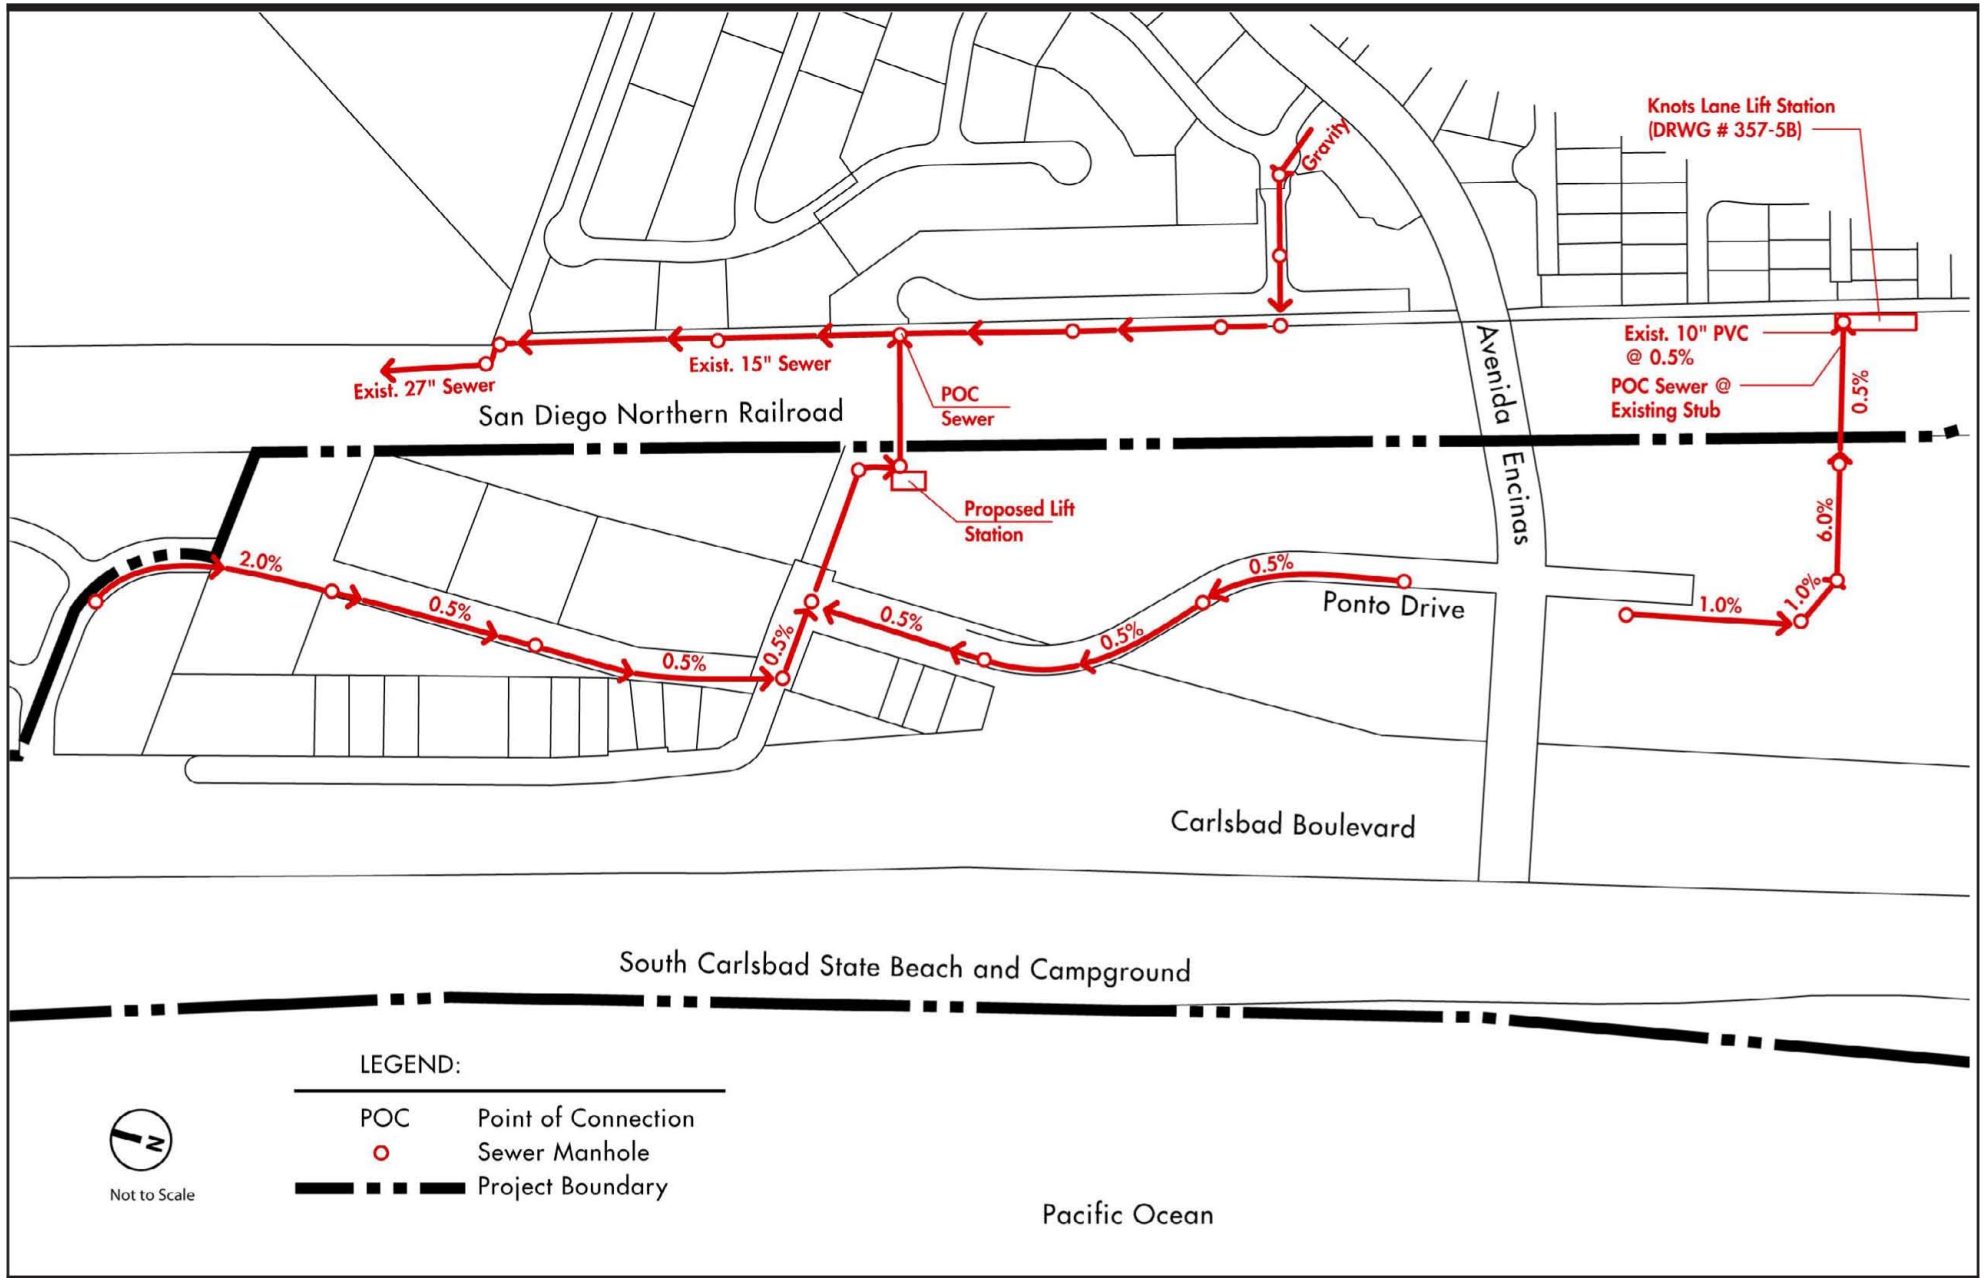 Knots Lane Lift Station
(DRWG # 357-5B)
Gravity
Exist. 10" PVC
@ 0.5%
POC Sewer @
Existing Stub
0.5%
Exist. 15" Sewer
Exist. 27" Sewer
POC
Sewer
San Diego Northern Railroad
Avenida Encinas
Proposed Lift
Station
6.0%
2.0%
0.5%
0.5%
0.5%
0.5%
0.5%
0.5%
Ponto Drive
1.0%
1.0%
Carlsbad Boulevard
South Carlsbad State Beach and Campground
LEGEND:
POC Point of Connection
Sewer Manhole
Project Boundary
N
Not to Scale
Pacific Ocean